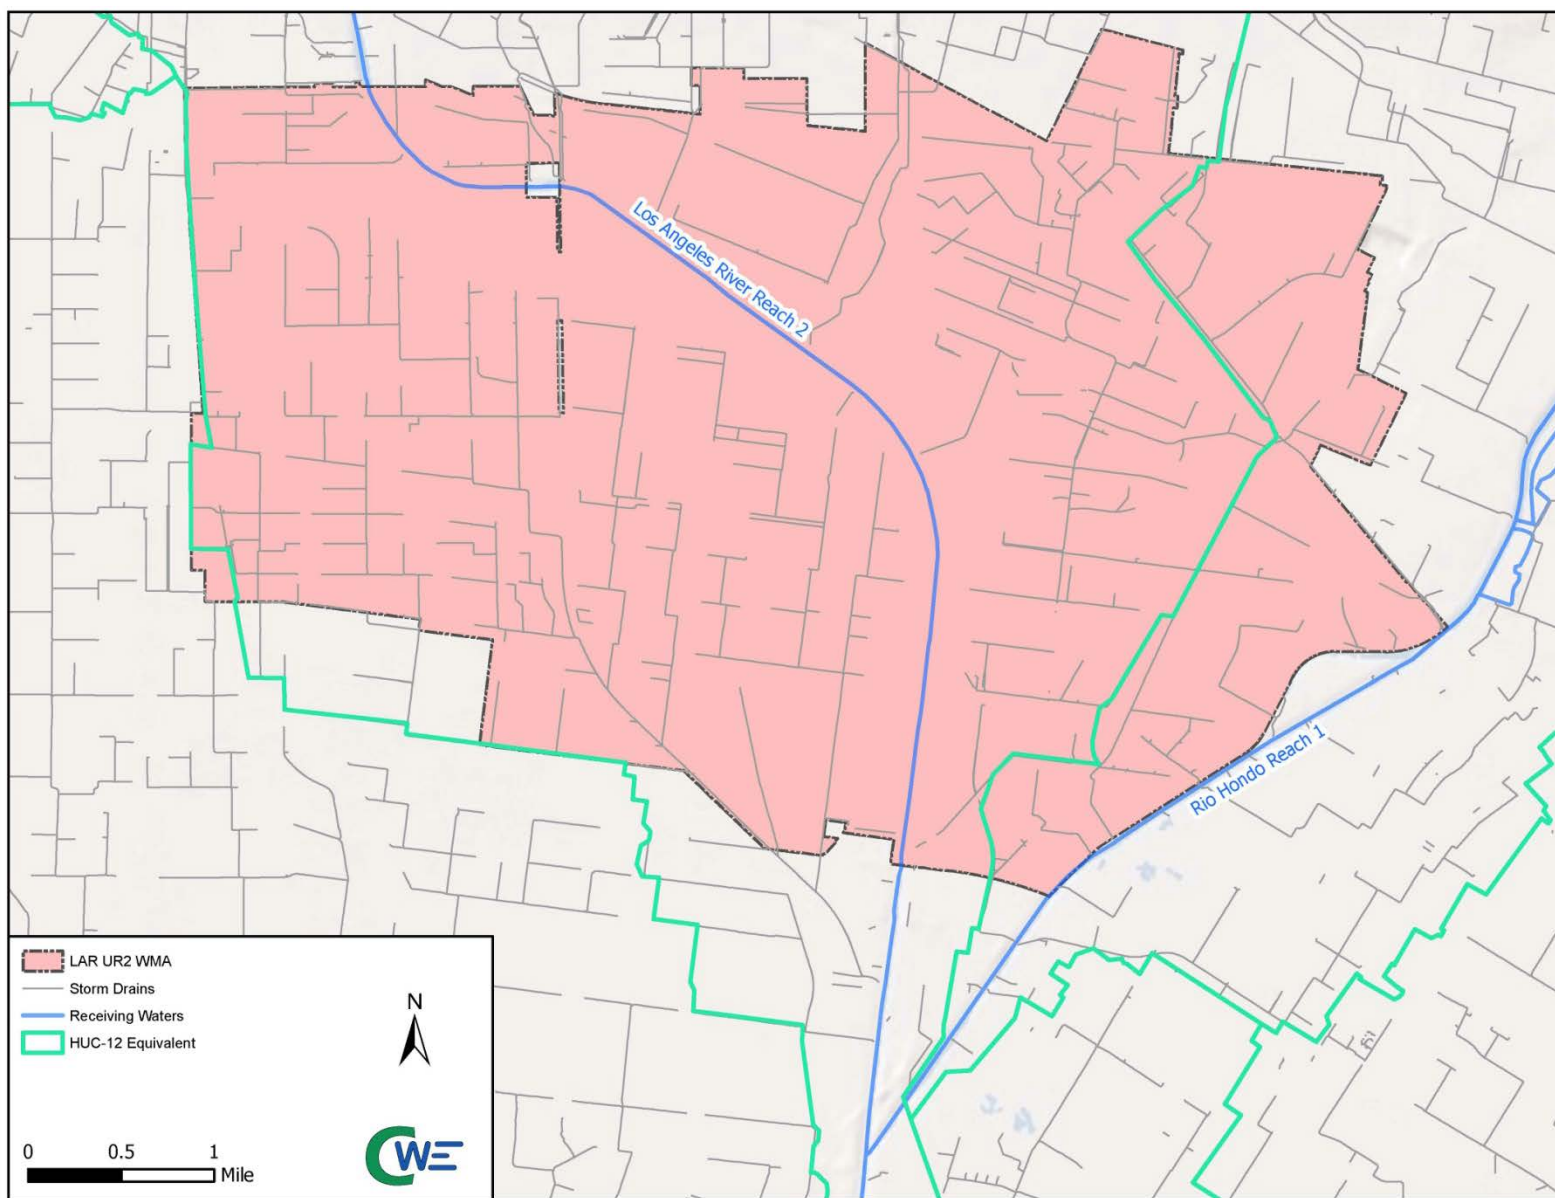 Los Angeles River Reach 2
Rio Hondo Reach 1
LAR UR2 WMA
Storm Drains
Receiving Waters
HUC-12 Equivalent
N
0 0.5 1
Mile
CWE